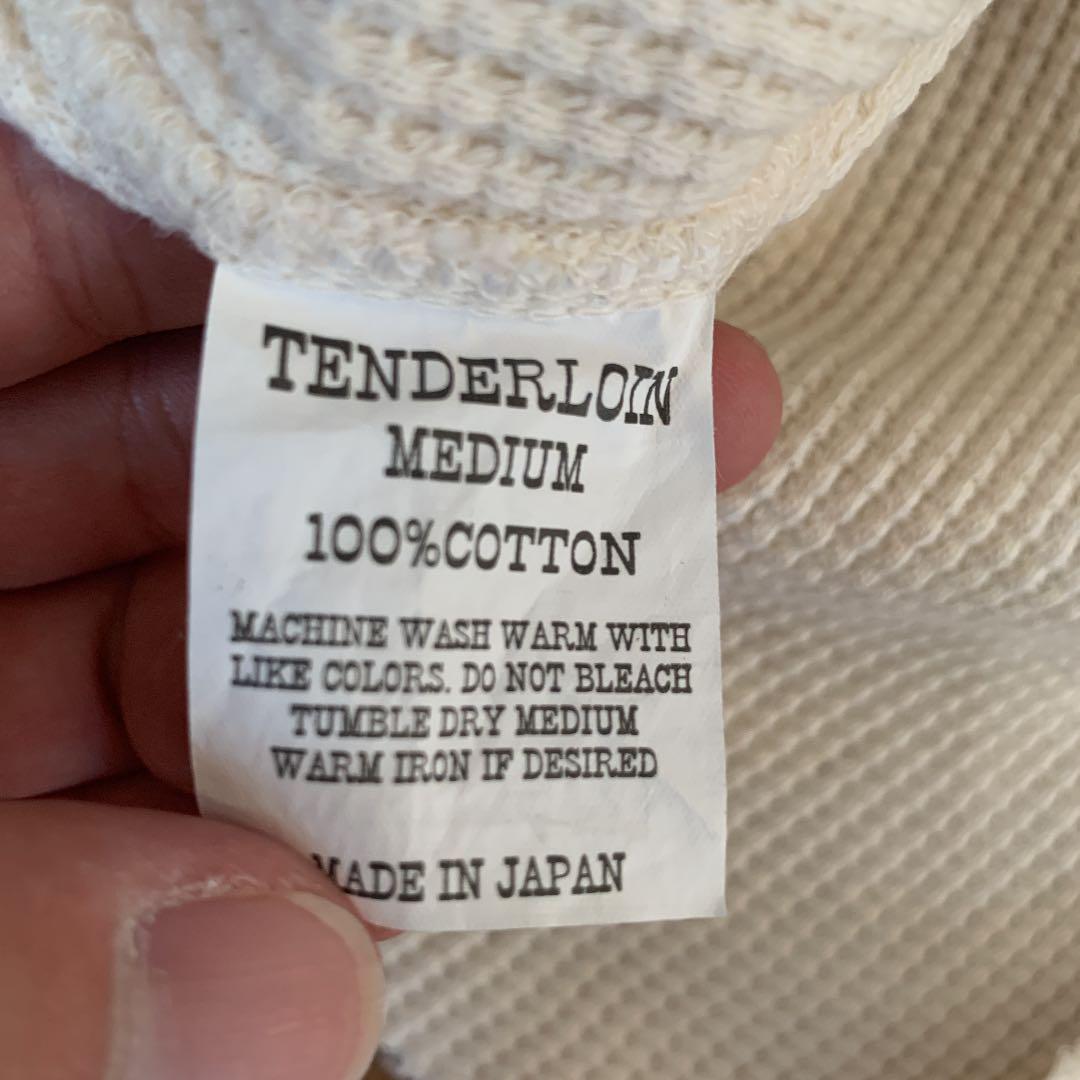 TENDERLOIN
MEDIUM
100%COTTON
MACHINE WASH WARM WITH
LIKE COLORS. DO NOT BLEACH
TUMBLE DRY MEDIUM
WARM IRON IF DESIRED
MADE IN JAPAN